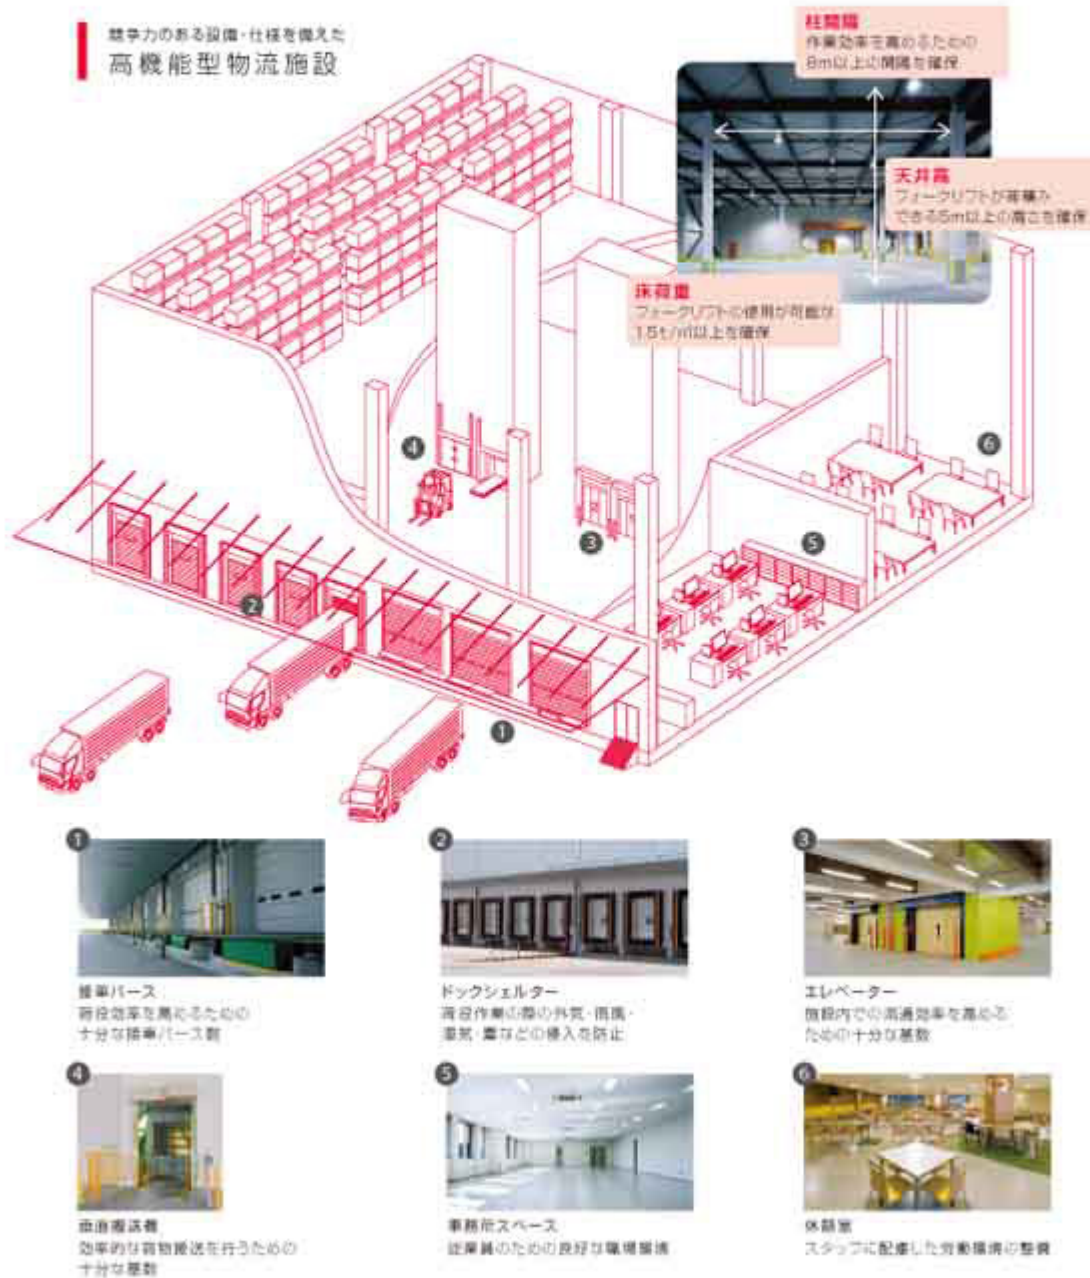 競争力のある設備・仕様を備えた
高機能型物流施設
柱間隔
作業効率を高めるための
8m以上の間隔を確保
天井高
フォークリフトが荷積み
できる5m以上の高さを確保
床荷重
フォークリフトの使用が可能な
1.5t/㎡以上を確保
4
6
3
5
2
1
1
接車バース
荷役効率を高めるための
十分な接車バース数
2
ドックシェルター
荷役作業の際の外気・雨風・
湿気・塵などの侵入を防止
3
エレベーター
施設内での流通効率を高める
ための十分な基数
4
垂直搬送機
効率的な荷物搬送を行うための
十分な基数
5
事務所スペース
従業員のための良好な職場環境
6
休憩室
スタッフに配慮した労働環境の整備